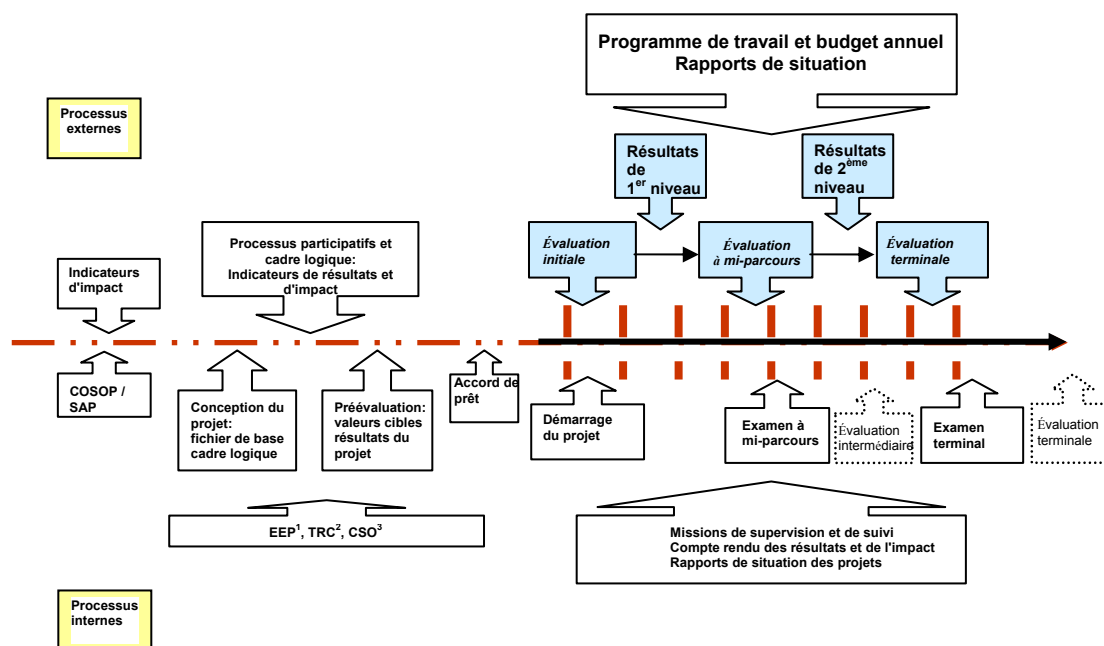 Programme de travail et budget annuel
Rapports de situation
Processus
externes
Résultats
de
1er niveau
Résultats
de 2ème
niveau
Processus participatifs et
cadre logique:
Indicateurs de résultats et
d'impact
Évaluation
initiale
Évaluation
à mi-parcours
Évaluation
terminale
Indicateurs
d'impact
COSOP /
SAP
Conception du
projet:
fichier de base
cadre logique
Préévaluation:
valeurs cibles
résultats du
projet
Accord de
prêt
Démarrage
du projet
Examen à
mi-parcours
Évaluation
intermédiaire
Examen
terminal
Évaluation
terminale
EEP1, TRC2, CSO3
Missions de supervision et de suivi
Compte rendu des résultats et de l'impact
Rapports de situation des projets
Processus
internes